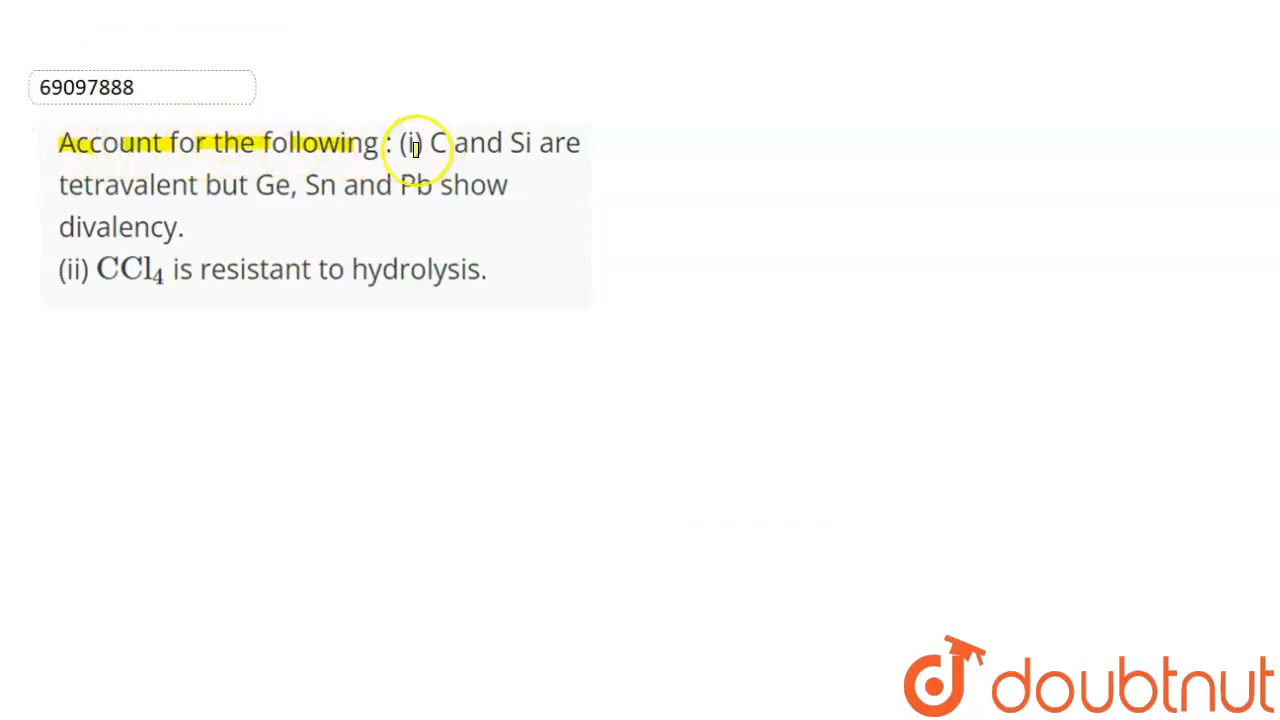 69097888
Account for the following : (i) C and Si are
tetravalent but Ge, Sn and Pb show
divalency.
(ii) CCl₄ is resistant to hydrolysis.
doubtnut